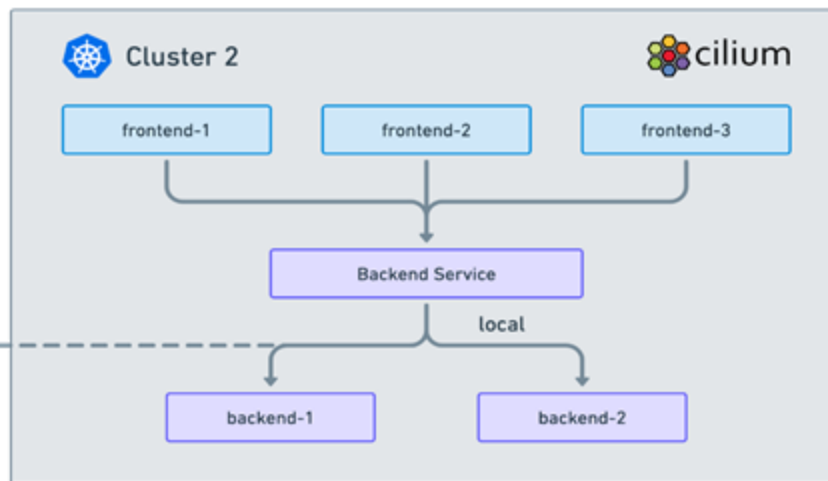 Cluster 2
cilium
frontend-1
frontend-2
frontend-3
Backend Service
local
backend-1
backend-2